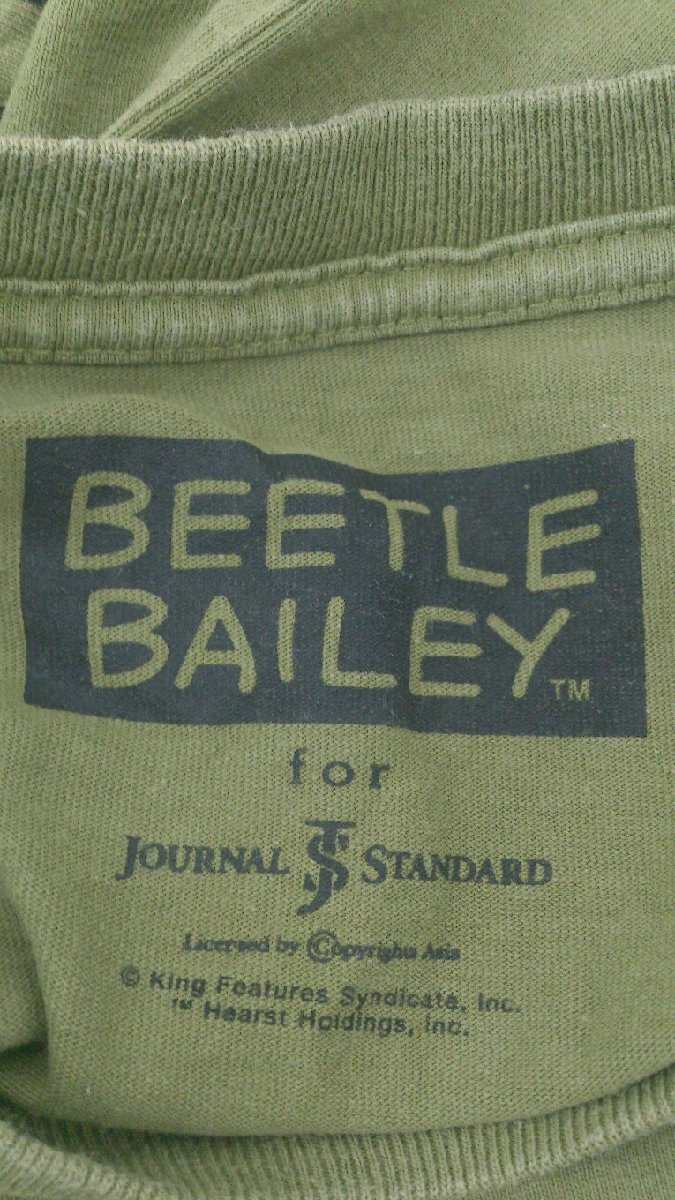 BEETLE
BAILEY™
for
JOURNAL JS STANDARD
Licensed by Ⓒopyrights Asia
© King Features Syndicate, Inc.
™ Hearst Holdings, Inc.